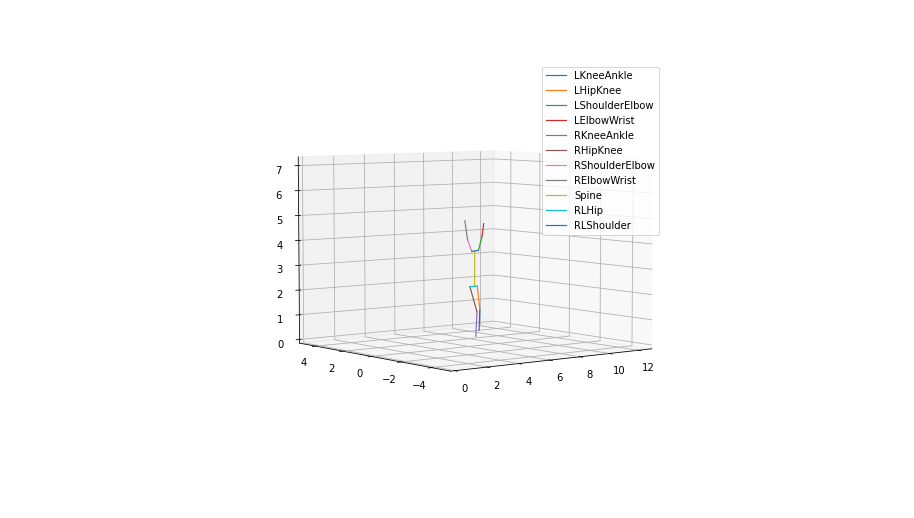 LKneeAnkle
LHipKnee
LShoulderElbow
LElbowWrist
RKneeAnkle
RHipKnee
RShoulderElbow
RElbowWrist
Spine
RLHip
RLShoulder
7
6
5
4
3
2
1
0
4
2
0
−2
−4
0
2
4
6
8
10
12